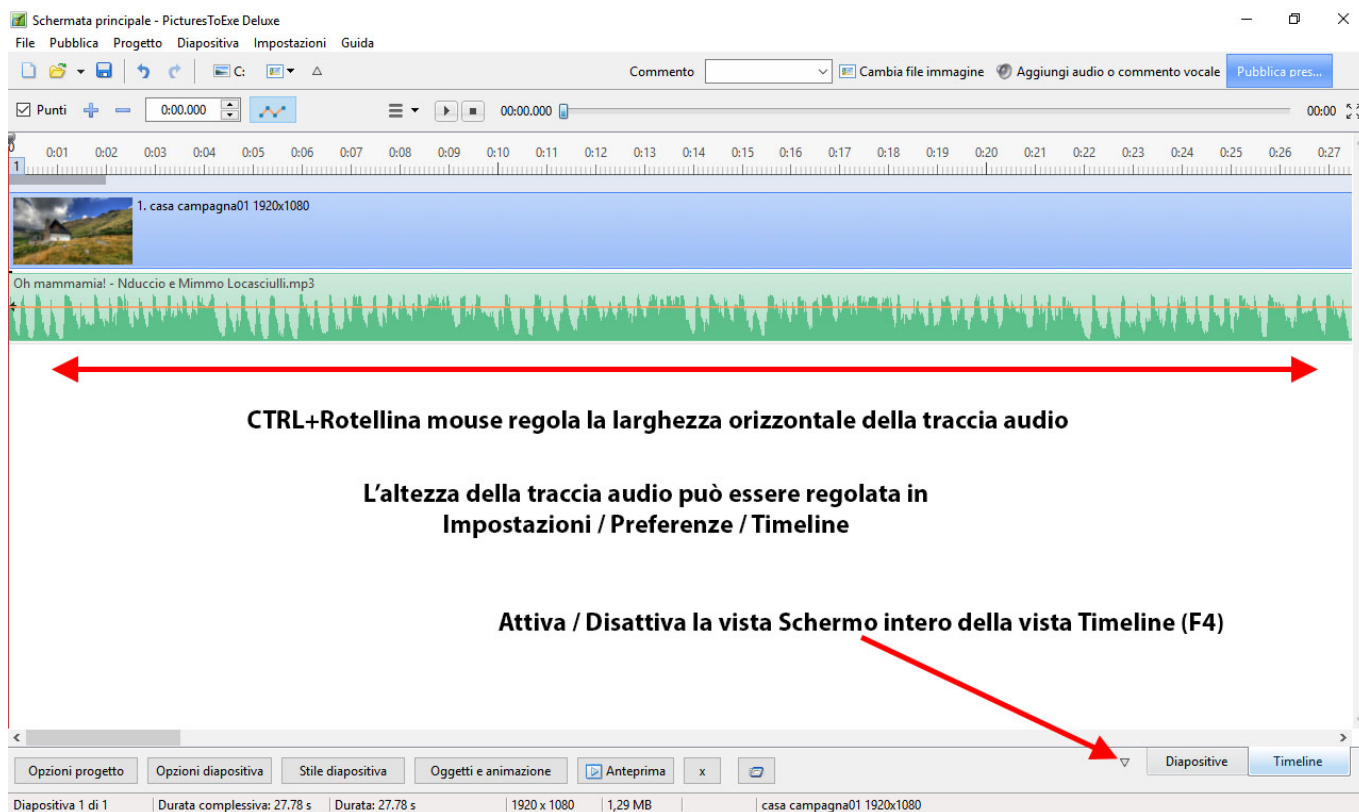 Schermata principale - PicturesToExe Deluxe
File Pubblica Progetto Diapositiva Impostazioni Guida
C: Commento Cambia file immagine Aggiungi audio o commento vocale Pubblica pres...
Punti 0:00.000 00:00.000 00:00
0:01 0:02 0:03 0:04 0:05 0:06 0:07 0:08 0:09 0:10 0:11 0:12 0:13 0:14 0:15 0:16 0:17 0:18 0:19 0:20 0:21 0:22 0:23 0:24 0:25 0:26 0:27
1
1. casa campagna01 1920x1080
Oh mammamia! - Nduccio e Mimmo Locasciulli.mp3
CTRL+Rotellina mouse regola la larghezza orizzontale della traccia audio
L'altezza della traccia audio può essere regolata in
Impostazioni / Preferenze / Timeline
Attiva / Disattiva la vista Schermo intero della vista Timeline (F4)
Opzioni progetto Opzioni diapositiva Stile diapositiva Oggetti e animazione Anteprima x Diapositive Timeline
Diapositiva 1 di 1 Durata complessiva: 27.78 s Durata: 27.78 s 1920 x 1080 1,29 MB casa campagna01 1920x1080